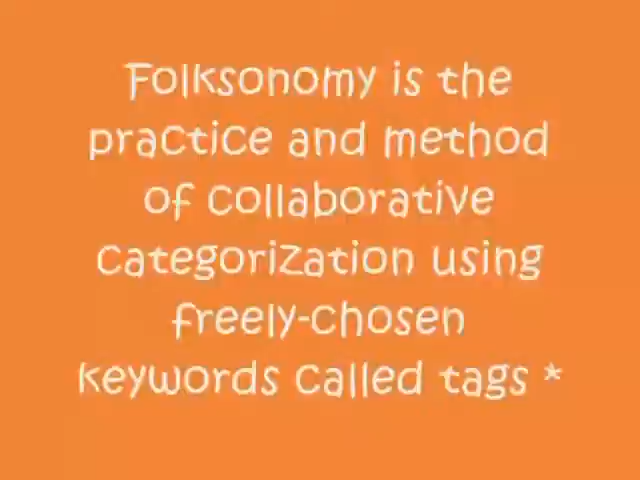 Folksonomy is the
practice and method
of collaborative
categorization using
freely-chosen
keywords called tags *